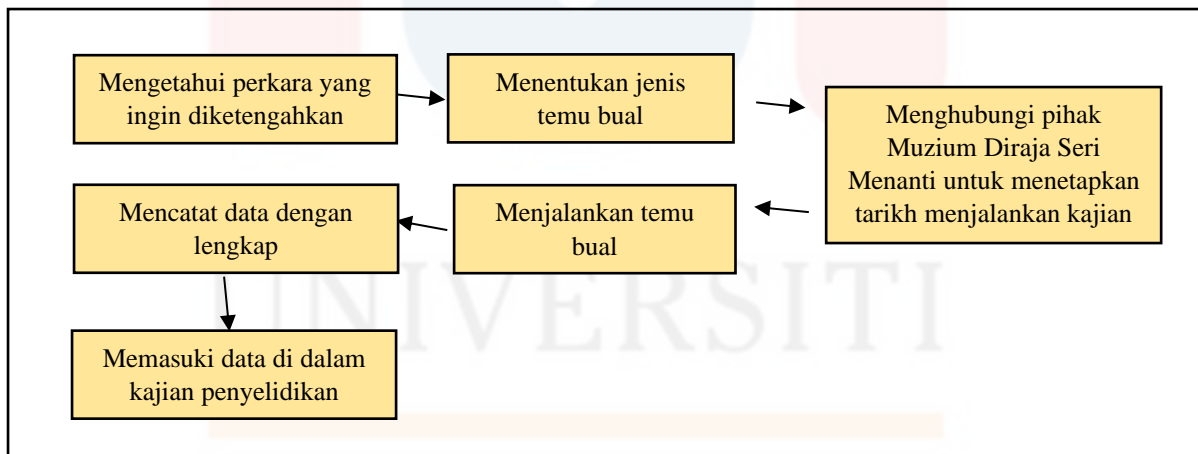 Mengetahui perkara yang
ingin diketengahkan
Menentukan jenis
temu bual
Menghubungi pihak
Muzium Diraja Seri
Menanti untuk menetapkan
tarikh menjalankan kajian
Menjalankan temu
bual
Mencatat data dengan
lengkap
Memasuki data di dalam
kajian penyelidikan
UNIVERSITI